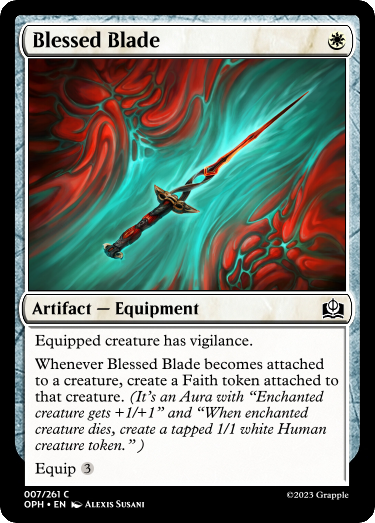 Blessed Blade
Artifact — Equipment
Equipped creature has vigilance.
Whenever Blessed Blade becomes attached
to a creature, create a Faith token attached to
that creature. (It's an Aura with “Enchanted
creature gets +1/+1” and “When enchanted
creature dies, create a tapped 1/1 white Human
creature token.” )
Equip 3
007/261 C
OPH • EN Alexis Susani
©2023 Grapple